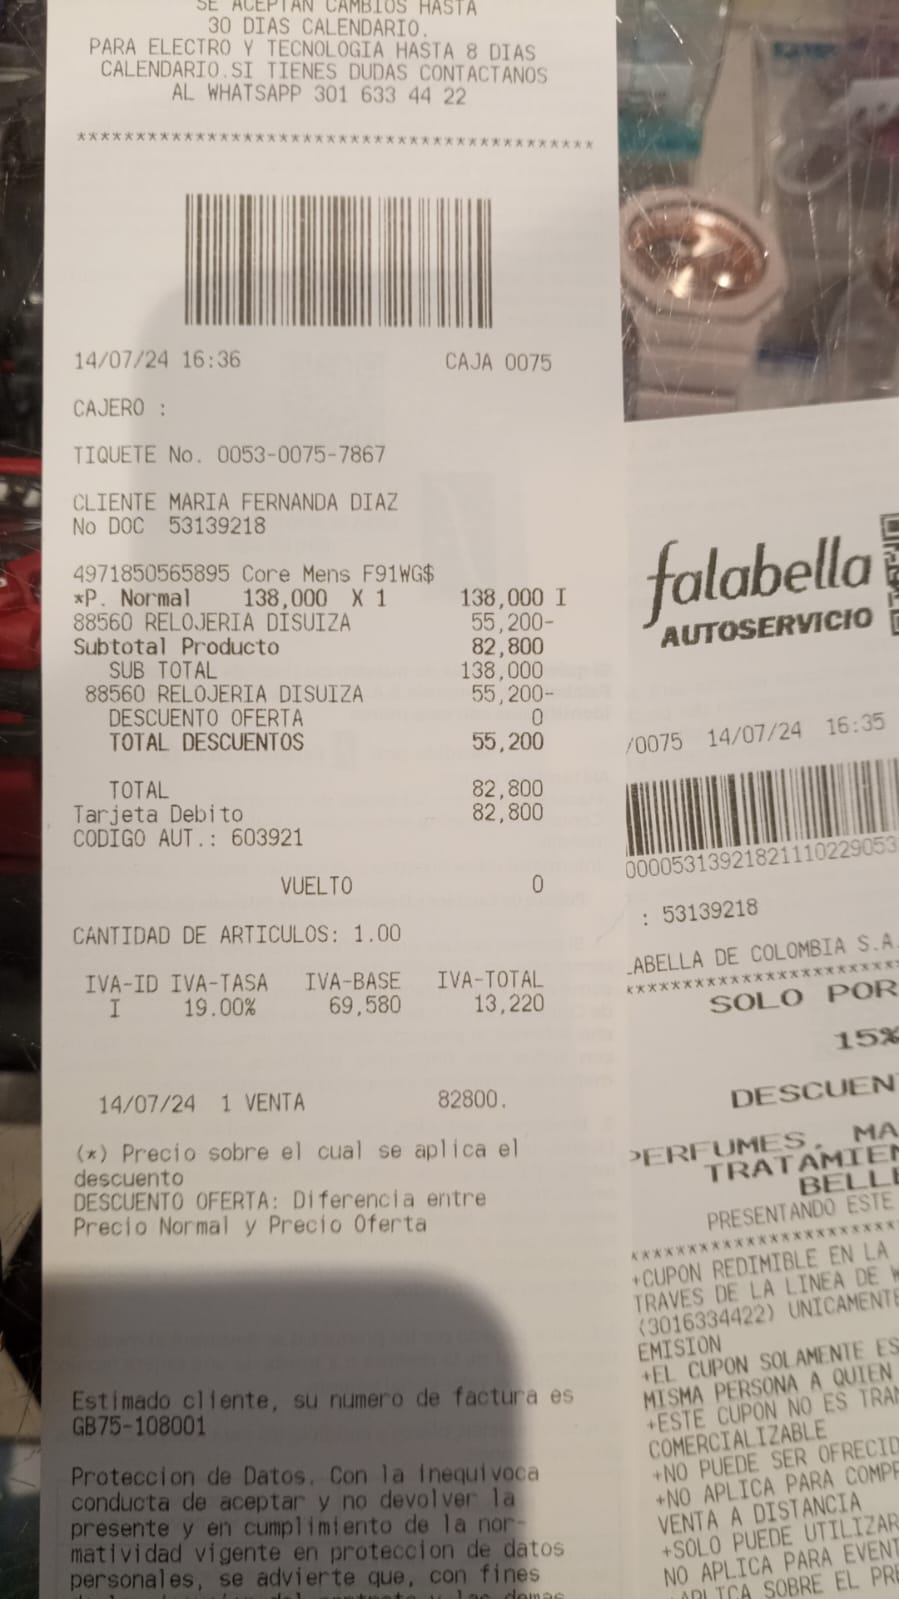 SE ACEPTAN CAMBIOS HASTA
30 DIAS CALENDARIO.
PARA ELECTRO Y TECNOLOGIA HASTA 8 DIAS
CALENDARIO.SI TIENES DUDAS CONTACTANOS
AL WHATSAPP 301 633 44 22
*******************************************
14/07/24 16:36 CAJA 0075
CAJERO :
TIQUETE No. 0053-0075-7867
CLIENTE MARIA FERNANDA DIAZ
No DOC 53139218
4971850565895 Core Mens F91WG$
*P. Normal 138,000 X 1 138,000 I
88560 RELOJERIA DISUIZA 55,200-
Subtotal Producto 82,800
SUB TOTAL 138,000
88560 RELOJERIA DISUIZA 55,200-
DESCUENTO OFERTA 0
TOTAL DESCUENTOS 55,200
TOTAL 82,800
Tarjeta Debito 82,800
CODIGO AUT.: 603921
VUELTO 0
CANTIDAD DE ARTICULOS: 1.00
IVA-ID IVA-TASA IVA-BASE IVA-TOTAL
I 19.00% 69,580 13,220
14/07/24 1 VENTA 82800.
(*) Precio sobre el cual se aplica el
descuento
DESCUENTO OFERTA: Diferencia entre
Precio Normal y Precio Oferta
Estimado cliente, su numero de factura es
GB75-108001
Proteccion de Datos. Con la inequivoca
conducta de aceptar y no devolver la
presente y en cumplimiento de la nor-
matividad vigente en proteccion de datos
personales, se advierte que, con fines
falabella
AUTOSERVICIO
/0075 14/07/24 16:35
00005313921821110229053
: 53139218
LABELLA DE COLOMBIA S.A.
SOLO POR
15%
DESCUEN
PERFUMES, MA
TRATAMIEN
BELLE
PRESENTANDO ESTE
+CUPON REDIMIBLE EN LA
TRAVES DE LA LINEA DE W
(3016334422) UNICAMENTE
EMISION
+EL CUPON SOLAMENTE ES
MISMA PERSONA A QUIEN
+ESTE CUPON NO ES TRAN
COMERCIALIZABLE
+NO PUEDE SER OFRECID
+NO APLICA PARA COMPR
VENTA A DISTANCIA
+SOLO PUEDE UTILIZAR
NO APLICA PARA EVENT
+APLICA SOBRE EL PRE